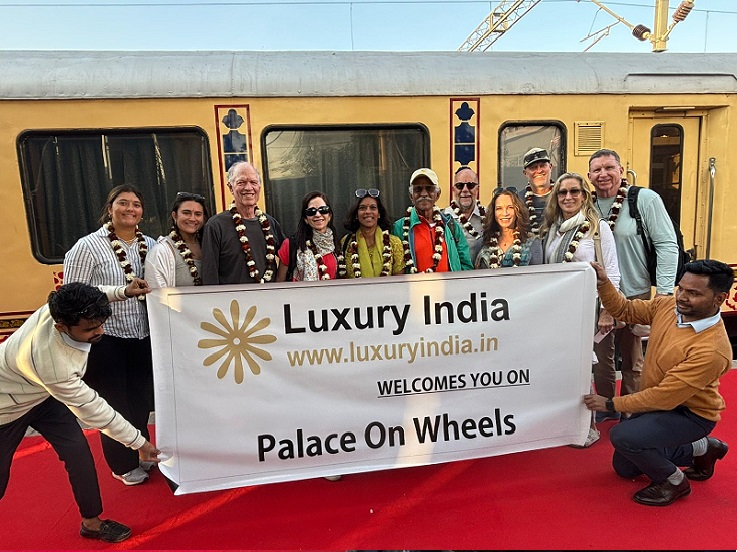 Luxury India
www.luxuryindia.in
WELCOMES YOU ON
Palace On Wheels